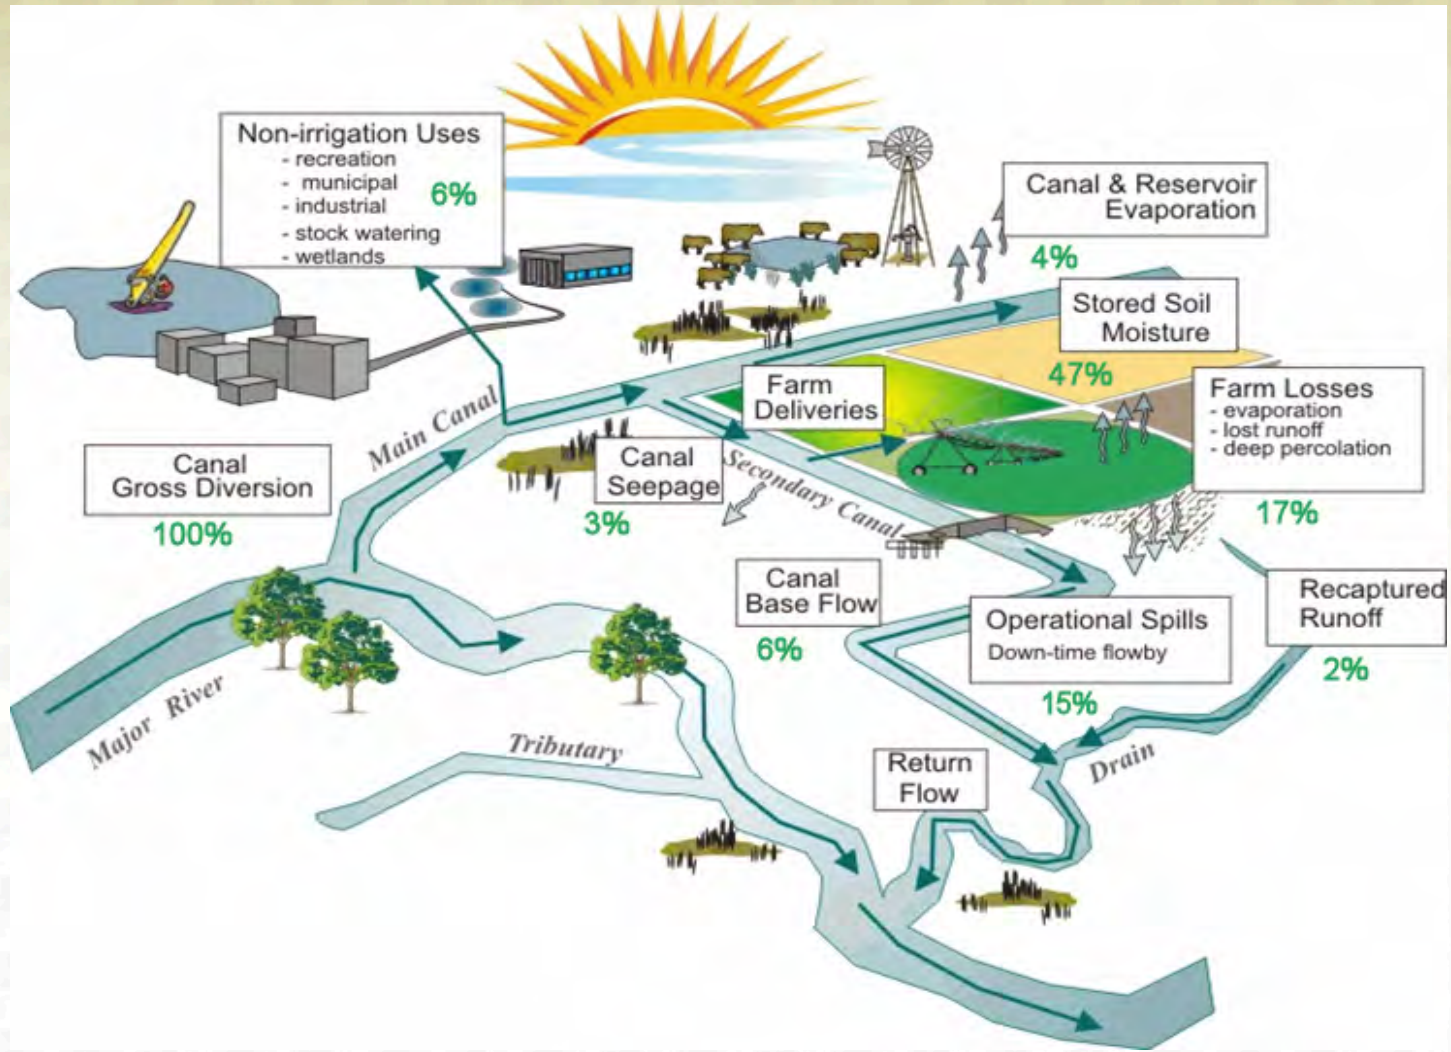 Non-irrigation Uses
- recreation
- municipal
6%
- industrial
- stock watering
- wetlands
Canal & Reservoir
Evaporation
4%
Stored Soil
Moisture
47%
Farm
Deliveries
Farm Losses
- evaporation
- lost runoff
- deep percolation
17%
Main Canal
Canal
Gross Diversion
100%
Canal
Seepage
3%
Secondary Canal
Canal
Base Flow
6%
Operational Spills
Down-time flowby
15%
Recaptured
Runoff
2%
Major River
Tributary
Return
Flow
Drain